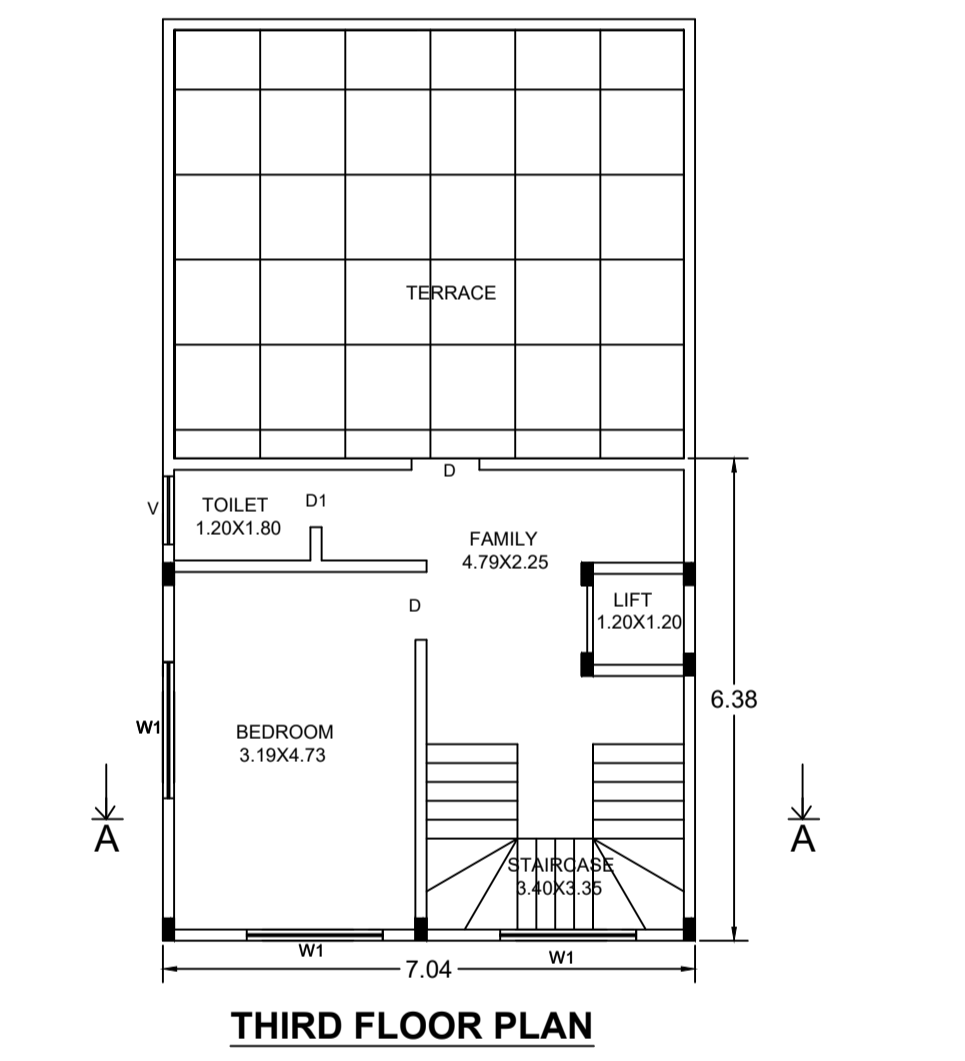 TERRACE
D
V
TOILET
1.20X1.80
D1
FAMILY
4.79X2.25
D
LIFT
1.20X1.20
6.38
W1
BEDROOM
3.19X4.73
A
A
STAIRCASE
3.40X3.35
W1
W1
7.04
THIRD FLOOR PLAN